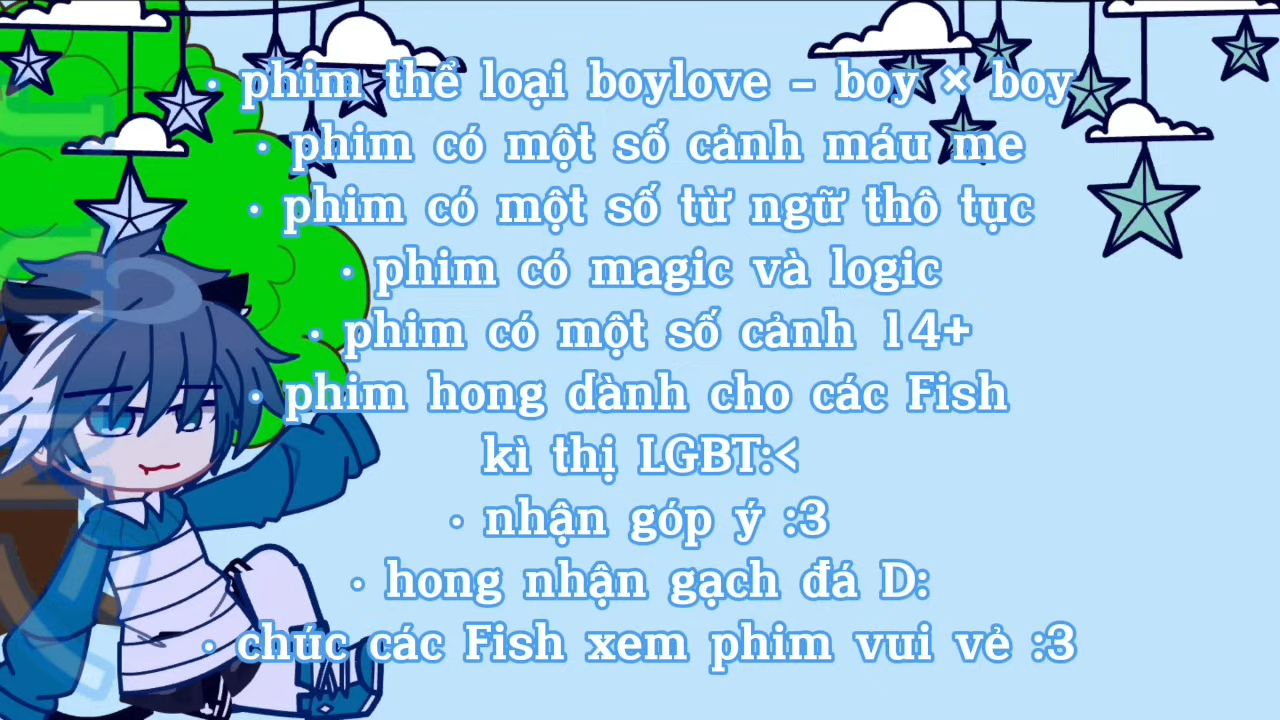 · phim thể loại boylove – boy × boy
· phim có một số cảnh máu me
· phim có một số từ ngữ thô tục
· phim có magic và logic
· phim có một số cảnh 14+
· phim hong dành cho các Fish
kì thị LGBT:<
· nhận góp ý :3
· hong nhận gạch đá D:
· chúc các Fish xem phim vui vẻ :3